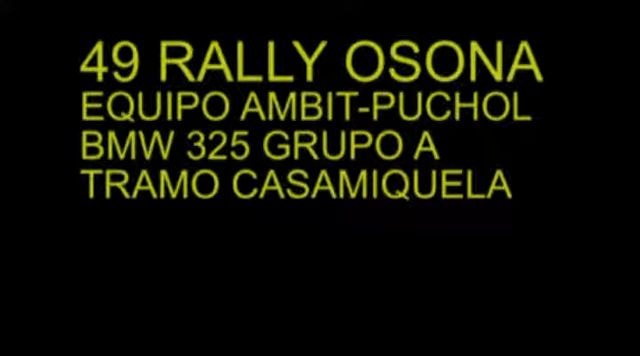 49 RALLY OSONA
EQUIPO AMBIT-PUCHOL
BMW 325 GRUPO A
TRAMO CASAMIQUELA